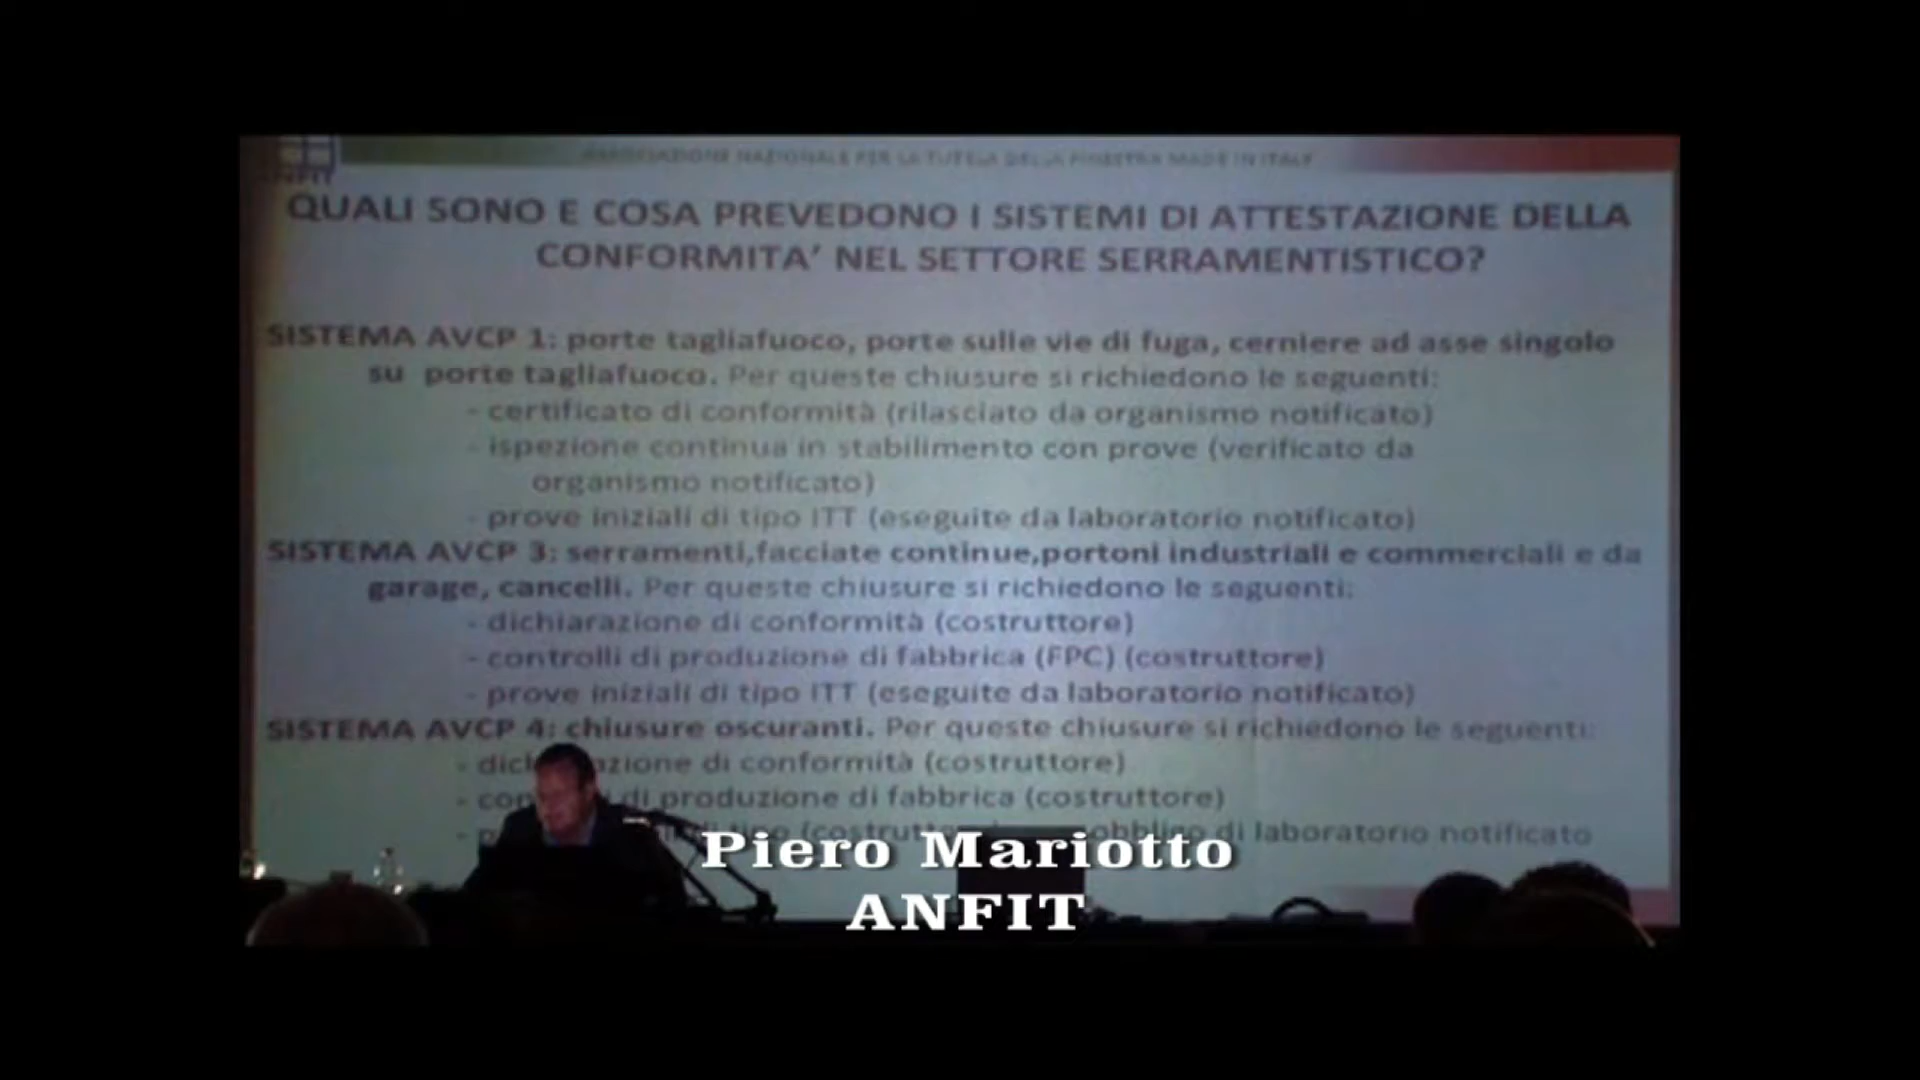 ANFIT
ASSOCIAZIONE NAZIONALE PER LA TUTELA DELLA FINESTRA MADE IN ITALY
QUALI SONO E COSA PREVEDONO I SISTEMI DI ATTESTAZIONE DELLA
CONFORMITA' NEL SETTORE SERRAMENTISTICO?
SISTEMA AVCP 1: porte tagliafuoco, porte sulle vie di fuga, cerniere ad asse singolo
su porte tagliafuoco. Per queste chiusure si richiedono le seguenti:
- certificato di conformità (rilasciato da organismo notificato)
- ispezione continua in stabilimento con prove (verificato da
organismo notificato)
- prove iniziali di tipo ITT (eseguite da laboratorio notificato)
SISTEMA AVCP 3: serramenti,facciate continue,portoni industriali e commerciali e da
garage, cancelli. Per queste chiusure si richiedono le seguenti:
- dichiarazione di conformità (costruttore)
- controlli di produzione di fabbrica (FPC) (costruttore)
- prove iniziali di tipo ITT (eseguite da laboratorio notificato)
SISTEMA AVCP 4: chiusure oscuranti. Per queste chiusure si richiedono le seguenti:
- di conformità (costruttore)
- di produzione di fabbrica (costruttore)
- di tipo di laboratorio notificato
Piero Mariotto
ANFIT